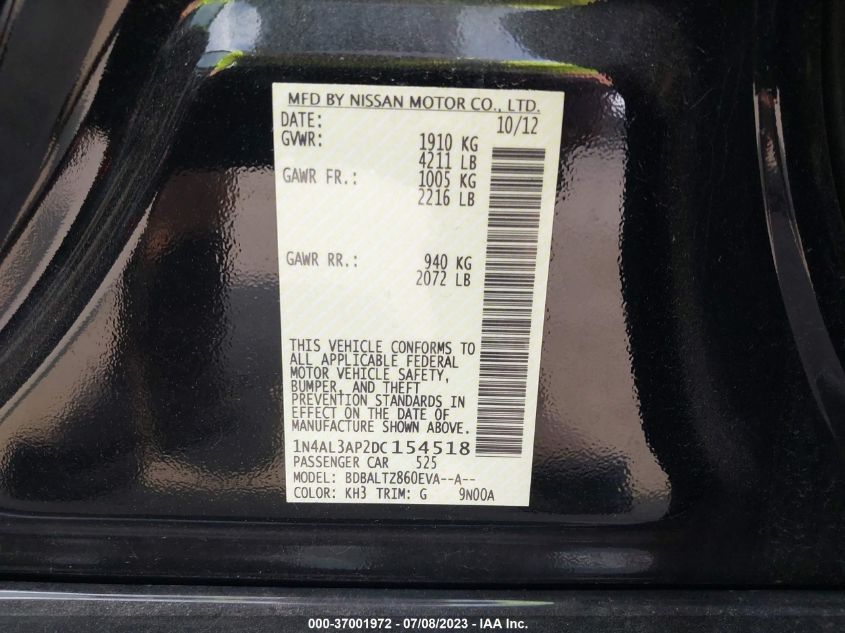 MFD BY NISSAN MOTOR CO., LTD.
DATE: 10/12
GVWR: 1910 KG
4211 LB
GAWR FR.: 1005 KG
2216 LB
GAWR RR.: 940 KG
2072 LB
THIS VEHICLE CONFORMS TO
ALL APPLICABLE FEDERAL
MOTOR VEHICLE SAFETY,
BUMPER, AND THEFT
PREVENTION STANDARDS IN
EFFECT ON THE DATE OF
MANUFACTURE SHOWN ABOVE.
1N4AL3AP2DC154518
PASSENGER CAR 525
MODEL: BDBALTZ860EVA--A--
COLOR: KH3 TRIM: G 9N00A
000-37001972 - 07/08/2023 - IAA Inc.